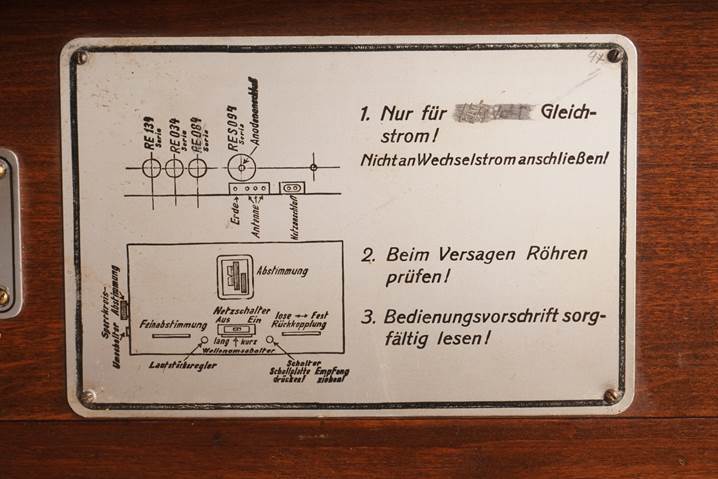 94
RE 134
Serie
RE 034
Serie
RE 084
Serie
RES 094
Serie
Anodenanschluß
Erde
Antenne
Netzanschluß
Abstimmung
Sperrkreis-
Umschalter Abstimmung
Netzschalter
Aus Ein
lose fest
Feinabstimmung
Rückkopplung
lang kurz
Wellenumschalter
Lautstärkeregler
Schalter
Schallplatte Empfang
drücken! ziehen!
1. Nur für Gleich-
strom!
Nicht an Wechselstrom anschließen!
2. Beim Versagen Röhren
prüfen!
3. Bedienungsvorschrift sorg-
fältig lesen!